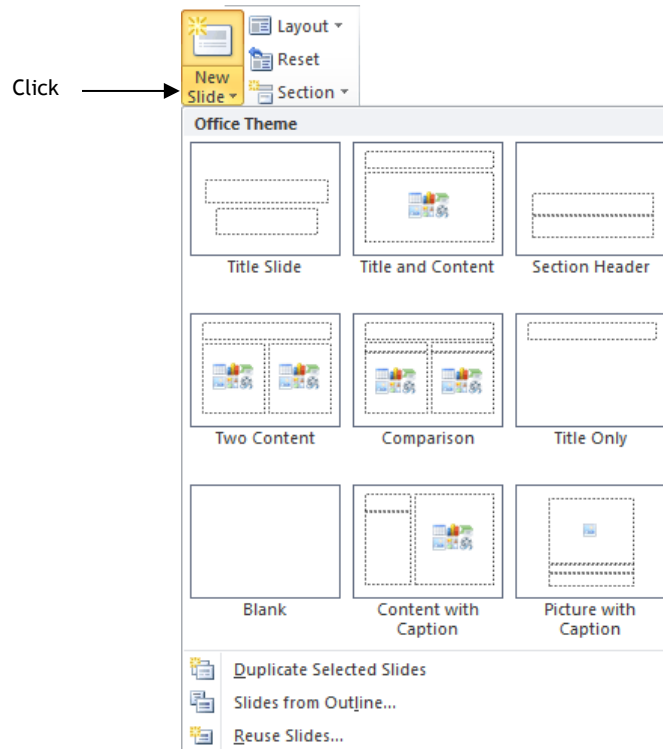 Layout
Reset
New
Click
Slide
Section
Office Theme
Title Slide
Title and Content
Section Header
Two Content
Comparison
Title Only
Blank
Content with
Caption
Picture with
Caption
Duplicate Selected Slides
Slides from Outline...
Reuse Slides...